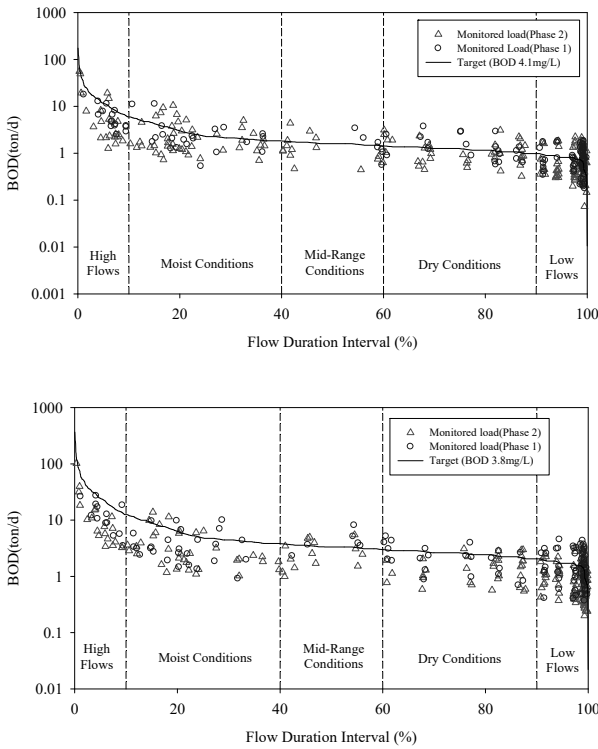 1000
100
10
1
0.1
0.01
0.001
BOD(ton/d)
Monitored load(Phase 2)
Monitored Load(Phase 1)
Target (BOD 4.1mg/L)
High
Flows
Moist Conditions
Mid-Range
Conditions
Dry Conditions
Low
Flows
0 20 40 60 80 100
Flow Duration Interval (%)
1000
100
10
1
0.1
0.01
BOD(ton/d)
Monitored load(Phase 2)
Monitored load(Phase 1)
Target (BOD 3.8mg/L)
High
Flows
Moist Conditions
Mid-Range
Conditions
Dry Conditions
Low
Flows
0 20 40 60 80 100
Flow Duration Interval (%)